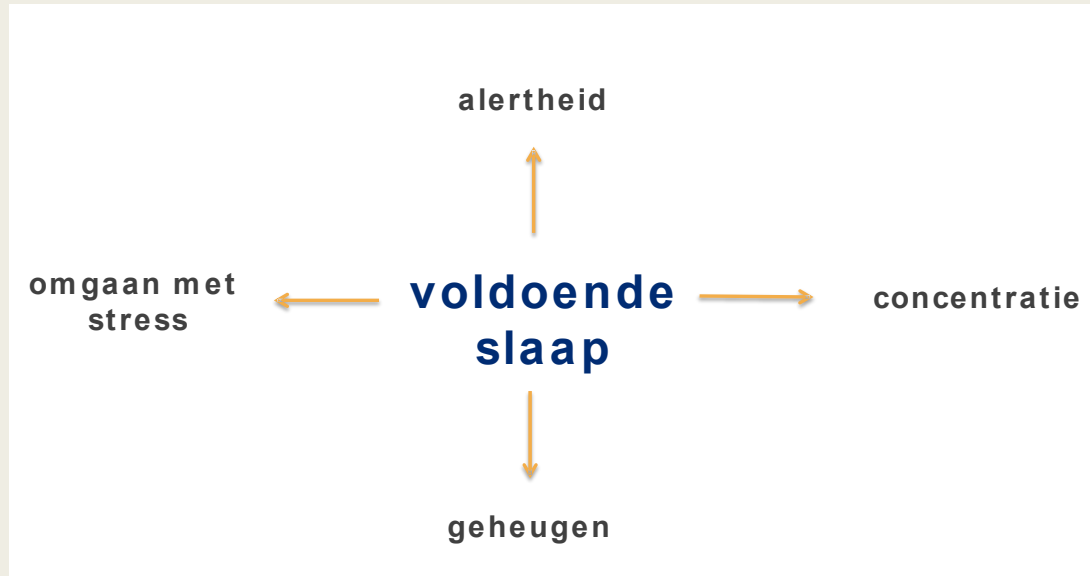 alertheid
omgaan met
stress
voldoende
slaap
concentratie
geheugen